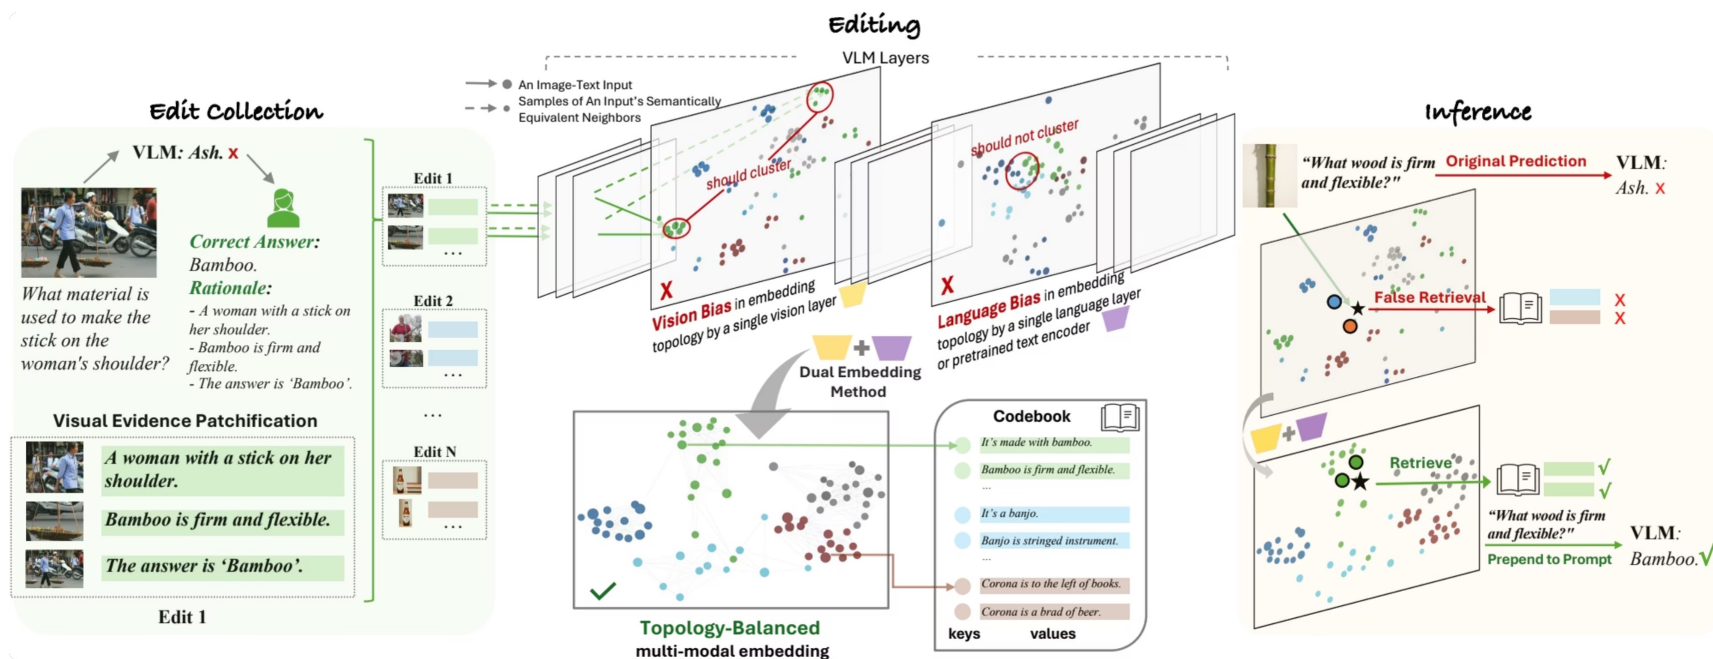 Edit Collection
VLM: Ash. x
Correct Answer:
Bamboo.
Rationale:
- A woman with a stick on
her shoulder.
- Bamboo is firm and
flexible.
- The answer is ‘Bamboo’.
What material is
used to make the
stick on the
woman's shoulder?
Visual Evidence Patchification
A woman with a stick on her
shoulder.
Bamboo is firm and flexible.
The answer is ‘Bamboo’.
Edit 1
Edit 1
...
Edit 2
...
Edit N
...
Editing
VLM Layers
An Image-Text Input
Samples of An Input's Semantically
Equivalent Neighbors
should cluster
should not cluster
X
Vision Bias in embedding
topology by a single vision layer
X
Language Bias in embedding
topology by a single language layer
or pretrained text encoder
+
Dual Embedding
Method
Topology-Balanced
multi-modal embedding
Codebook
It's made with bamboo.
Bamboo is firm and flexible.
...
It's a banjo.
Banjo is stringed instrument.
...
Corona is to the left of books.
Corona is a brad of beer.
keys values
Inference
“What wood is firm
and flexible?"
Original Prediction
VLM:
Ash. x
False Retrieval
X
X
+
Retrieve
√
√
“What wood is firm
and flexible?"
Prepend to Prompt
VLM:
Bamboo.√